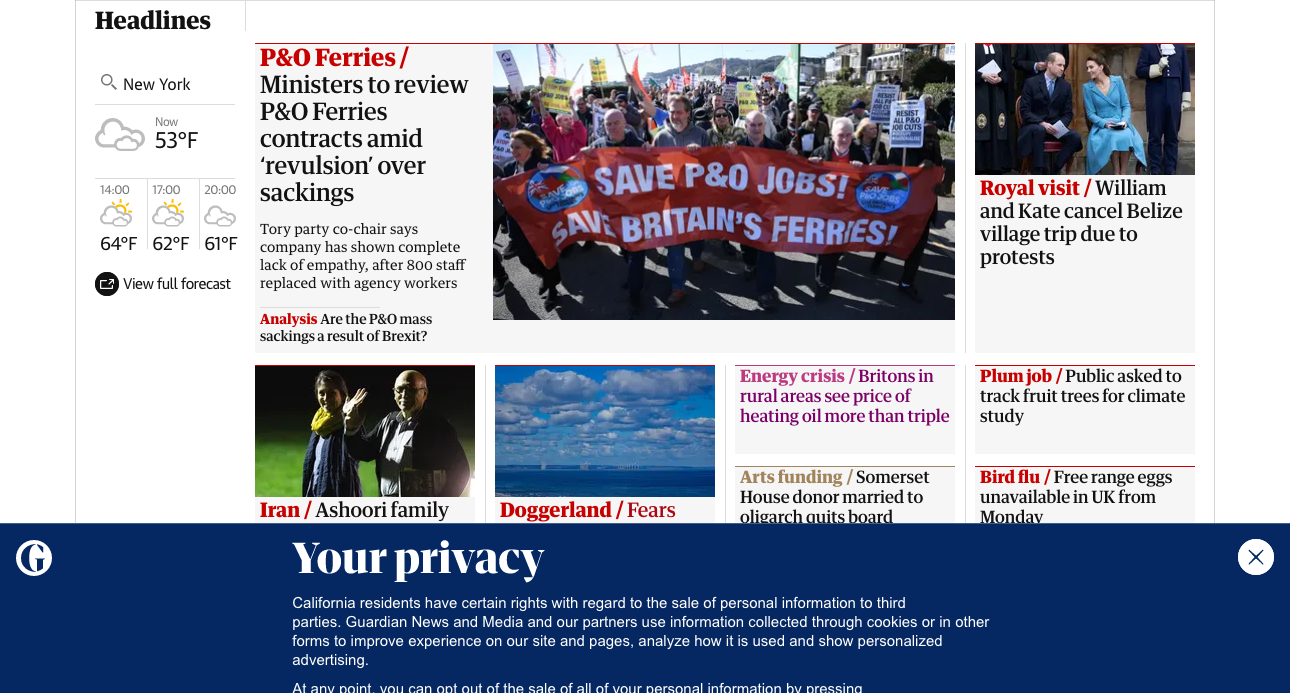 Headlines
New York
Now
53°F
14:00
17:00
20:00
64°F
62°F
61°F
View full forecast
P&O Ferries /
Ministers to review
P&O Ferries
contracts amid
‘revulsion’ over
sackings
Tory party co-chair says
company has shown complete
lack of empathy, after 800 staff
replaced with agency workers
Analysis Are the P&O mass
sackings a result of Brexit?
SAVE P&O JOBS!
SAVE BRITAIN'S FERRIES!
RESIST
ALL P&O
JOB CUTS
Royal visit / William
and Kate cancel Belize
village trip due to
protests
Iran / Ashoori family
Doggerland / Fears
Energy crisis / Britons in
rural areas see price of
heating oil more than triple
Arts funding / Somerset
House donor married to
oligarch quits board
Plum job / Public asked to
track fruit trees for climate
study
Bird flu / Free range eggs
unavailable in UK from
Monday
Your privacy
California residents have certain rights with regard to the sale of personal information to third
parties. Guardian News and Media and our partners use information collected through cookies or in other
forms to improve experience on our site and pages, analyze how it is used and show personalized
advertising.
At any point, you can opt out of the sale of all of your personal information by pressing